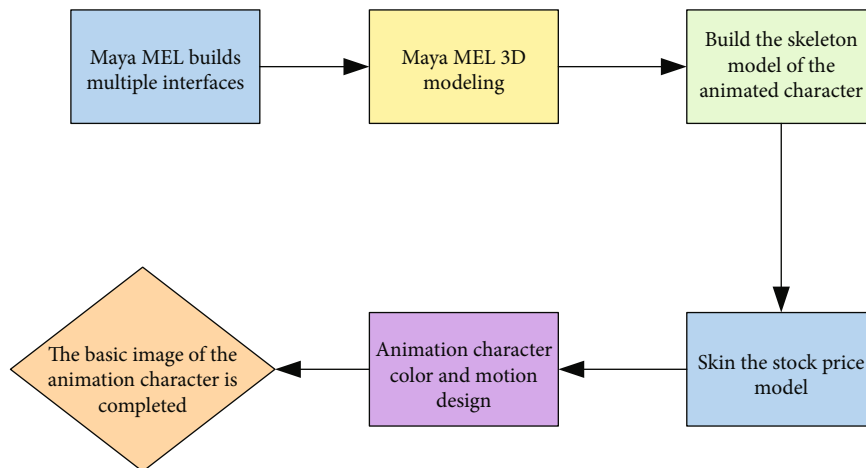 Maya MEL builds
multiple interfaces
Maya MEL 3D
modeling
Build the skeleton
model of the
animated character
Skin the stock price
model
Animation character
color and motion
design
The basic image of the
animation character is
completed